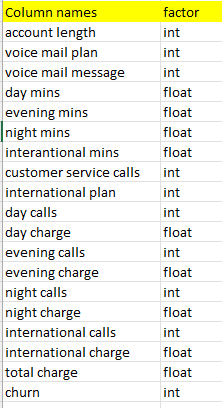 Column names factor
account length int
voice mail plan int
voice mail message int
day mins float
evening mins float
night mins float
interantional mins float
customer service calls int
international plan int
day calls int
day charge float
evening calls int
evening charge float
night calls int
night charge float
international calls int
international charge float
total charge float
churn int